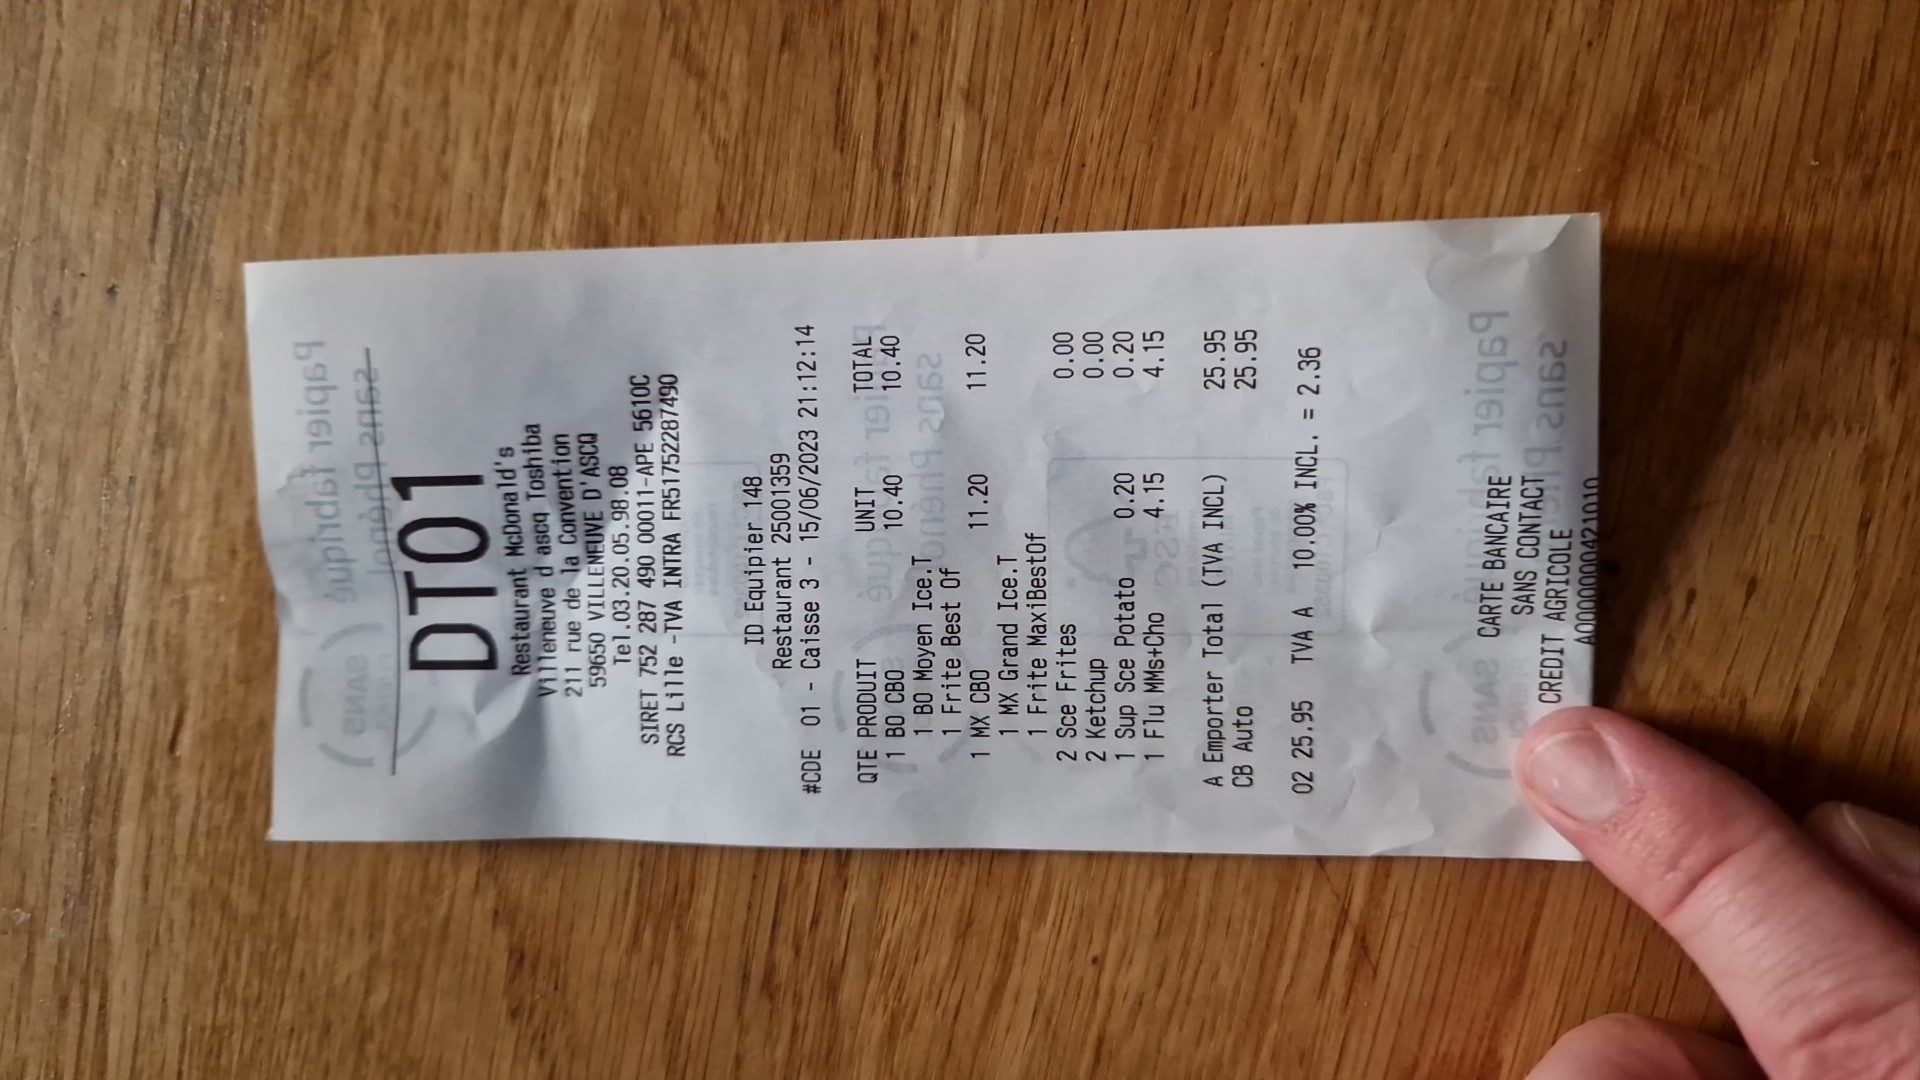 DT01
Restaurant McDonald's
Villeneuve d ascq Toshiba
211 rue de la Convention
59650 VILLENEUVE D'ASCQ
Tel.03.20.05.98.08
SIRET 752 287 490 00011-APE 5610C
RCS Lille -TVA INTRA FR51752287490
ID Equipier 148
Restaurant 25001359
#CDE 01 - Caisse 3 - 15/06/2023 21:12:14
QTE PRODUIT UNIT TOTAL
1 BO CBO 10.40 10.40
1 BO Moyen Ice.T
1 Frite Best Of
1 MX CBO 11.20 11.20
1 MX Grand Ice.T
1 Frite MaxiBestOf
2 Sce Frites 0.00
2 Ketchup 0.00
1 Sup Sce Potato 0.20 0.20
1 Flu MMs+Cho 4.15 4.15
A Emporter Total (TVA INCL) 25.95
CB Auto 25.95
02 25.95 TVA A 10.00% INCL. = 2.36
CARTE BANCAIRE
SANS CONTACT
CREDIT AGRICOLE
A0000000421010